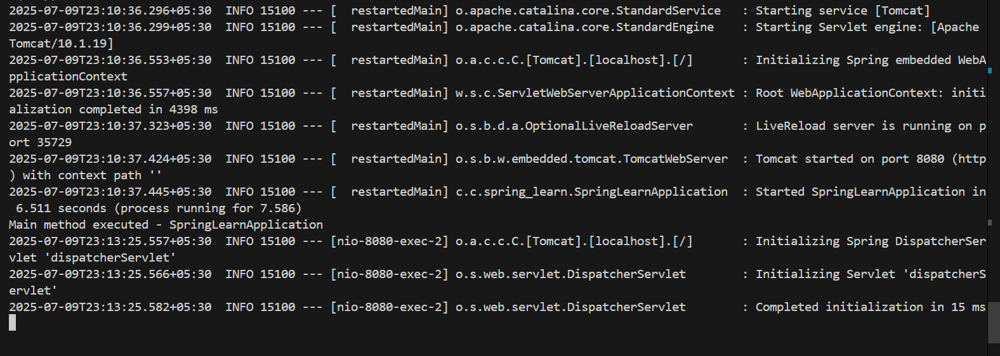 2025-07-09T23:10:36.296+05:30  INFO 15100 --- [  restartedMain] o.apache.catalina.core.StandardService   : Starting service [Tomcat]
2025-07-09T23:10:36.299+05:30  INFO 15100 --- [  restartedMain] o.apache.catalina.core.StandardEngine    : Starting Servlet engine: [Apache 
Tomcat/10.1.19]
2025-07-09T23:10:36.553+05:30  INFO 15100 --- [  restartedMain] o.a.c.c.C.[Tomcat].[localhost].[/]       : Initializing Spring embedded WebA
pplicationContext
2025-07-09T23:10:36.557+05:30  INFO 15100 --- [  restartedMain] w.s.c.ServletWebServerApplicationContext : Root WebApplicationContext: initi
alization completed in 4398 ms
2025-07-09T23:10:37.323+05:30  INFO 15100 --- [  restartedMain] o.s.b.d.a.OptionalLiveReloadServer       : LiveReload server is running on p
ort 35729
2025-07-09T23:10:37.424+05:30  INFO 15100 --- [  restartedMain] o.s.b.w.embedded.tomcat.TomcatWebServer  : Tomcat started on port 8080 (http
) with context path ''
2025-07-09T23:10:37.445+05:30  INFO 15100 --- [  restartedMain] c.c.spring_learn.SpringLearnApplication  : Started SpringLearnApplication in
 6.511 seconds (process running for 7.586)
Main method executed - SpringLearnApplication
2025-07-09T23:13:25.557+05:30  INFO 15100 --- [nio-8080-exec-2] o.a.c.c.C.[Tomcat].[localhost].[/]       : Initializing Spring DispatcherSer
vlet 'dispatcherServlet'
2025-07-09T23:13:25.566+05:30  INFO 15100 --- [nio-8080-exec-2] o.s.web.servlet.DispatcherServlet        : Initializing Servlet 'dispatcherS
ervlet'
2025-07-09T23:13:25.582+05:30  INFO 15100 --- [nio-8080-exec-2] o.s.web.servlet.DispatcherServlet        : Completed initialization in 15 ms